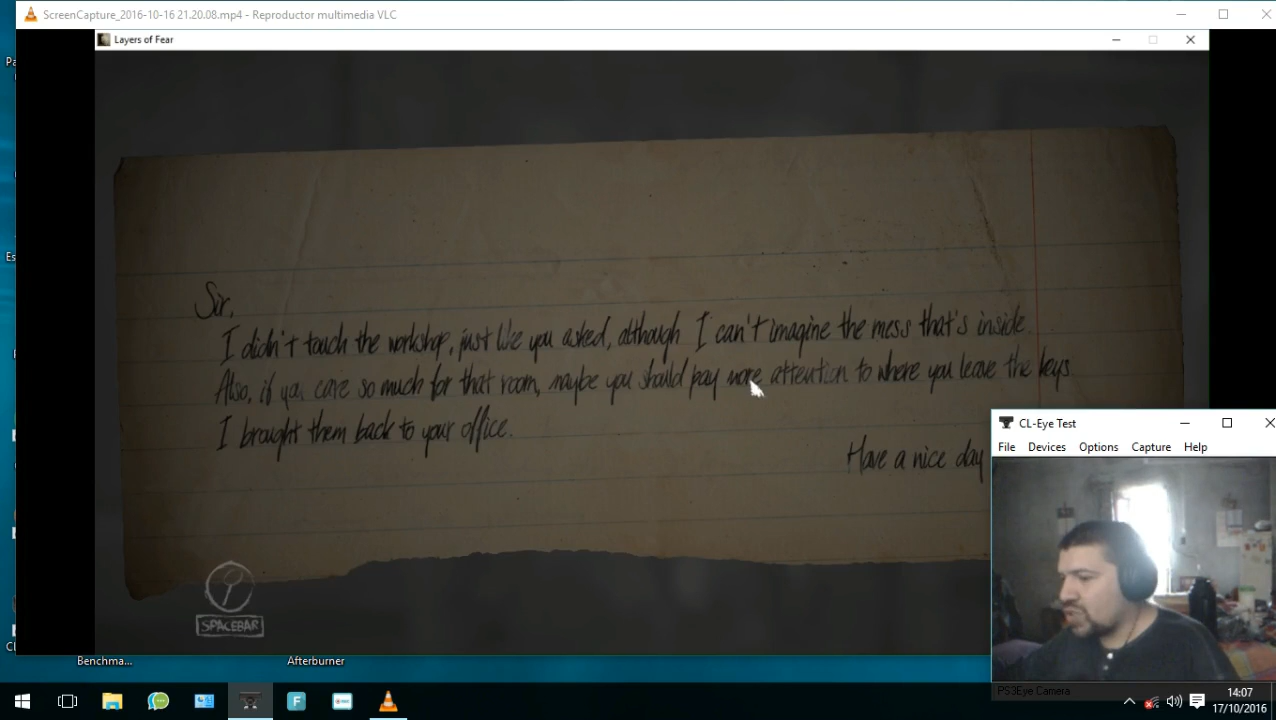 ScreenCapture_2016-10-16 21.20.08.mp4 - Reproductor multimedia VLC
Layers of Fear
Sir,
I didn't touch the workshop, just like you asked, although I can't imagine the mess that's inside.
Also, if you care so much for that room, maybe you should pay more attention to where you leave the keys.
I brought them back to your office.
Have a nice day
SPACEBAR
CL-Eye Test
File Devices Options Capture Help
PS3Eye Camera
Benchma... Afterburner
14:07
17/10/2016